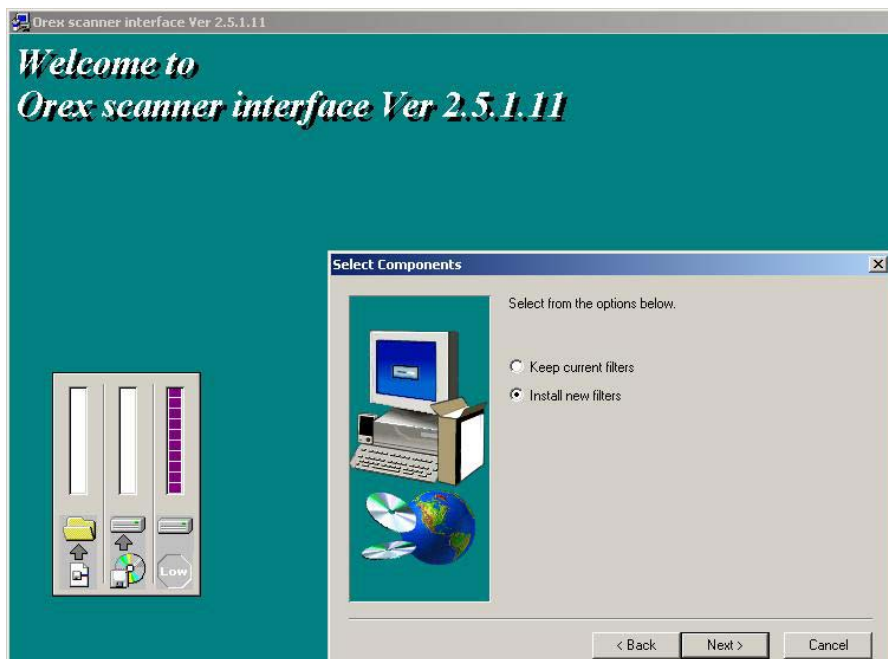 Orex scanner interface Ver 2.5.1.11
Welcome to
Orex scanner interface Ver 2.5.1.11
Select Components
Select from the options below.
Keep current filters
Install new filters
Low
< Back
Next >
Cancel